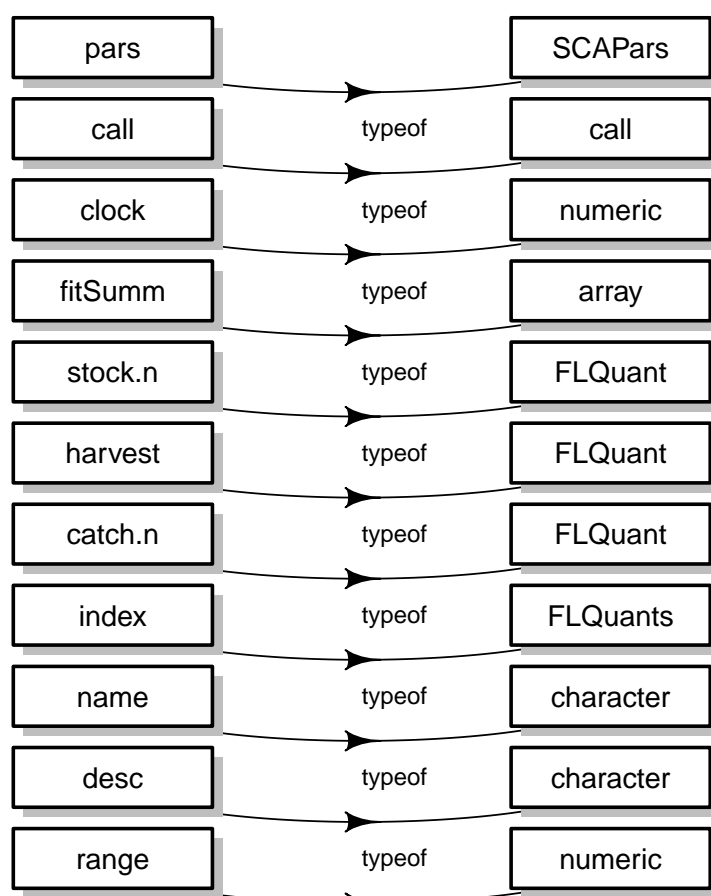 pars SCAPars
call typeof call
clock typeof numeric
fitSumm typeof array
stock.n typeof FLQuant
harvest typeof FLQuant
catch.n typeof FLQuant
index typeof FLQuants
name typeof character
desc typeof character
range typeof numeric